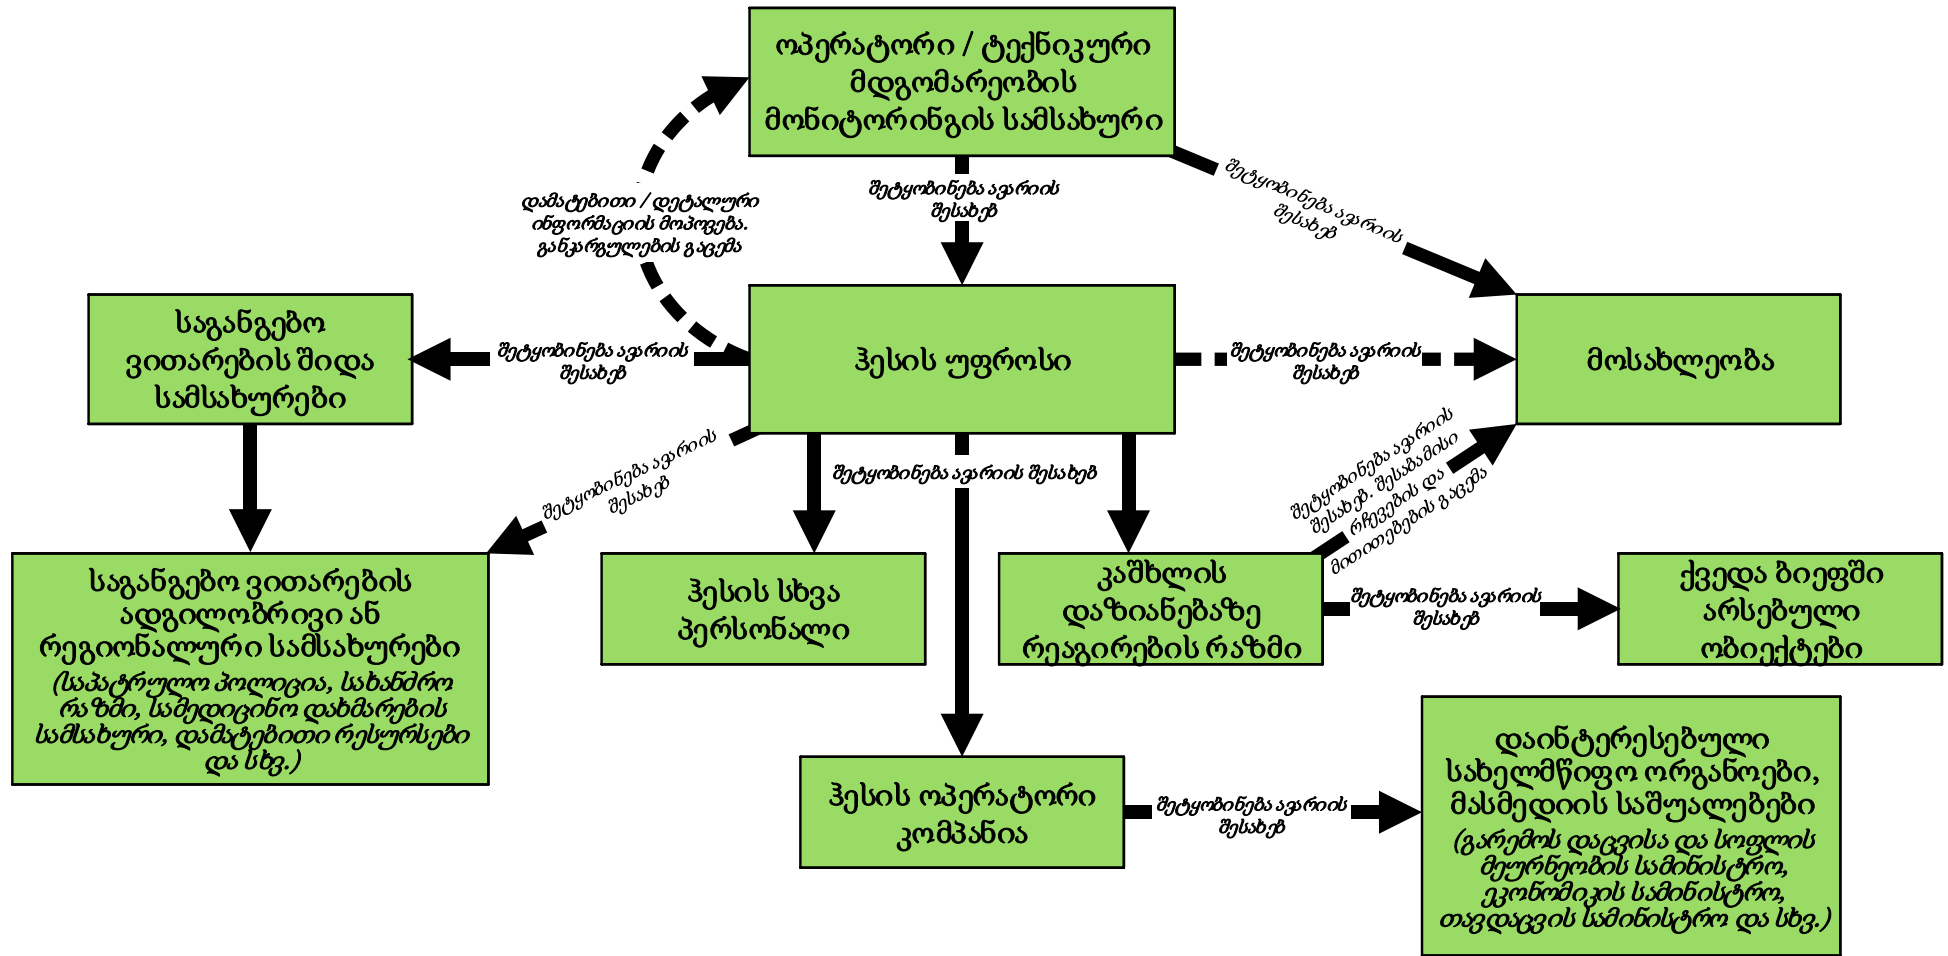 ოპერატორი / ტექნიკური
მდგომარეობის
მონიტორინგის სამსახური
შეტყობინება ავარიის
შესახებ
შეტყობინება ავარიის
შესახებ
დამატებითი / დეტალური
ინფორმაციის მოპოვება.
განკარგულების გაცემა
საგანგებო
ვითარების შიდა
სამსახურები
შეტყობინება ავარიის
შესახებ
ჰესის უფროსი
შეტყობინება ავარიის
შესახებ
მოსახლეობა
შეტყობინება ავარიის
შესახებ
შეტყობინება ავარიის შესახებ
შეტყობინება ავარიის
შესახებ. შესაბამისი
რჩევების და
მითითებების გაცემა
საგანგებო ვითარების
ადგილობრივი ან
რეგიონალური სამსახურები
(საპატრულო პოლიცია, სახანძრო
რაზმი, სამედიცინო დახმარების
სამსახური, დამატებითი რესურსები
და სხვ.)
ჰესის სხვა
პერსონალი
კაშხლის
დაზიანებაზე
რეაგირების რაზმი
შეტყობინება ავარიის
შესახებ
ქვედა ბიეფში
არსებული
ობიექტები
ჰესის ოპერატორი
კომპანია
შეტყობინება ავარიის
შესახებ
დაინტერესებული
სახელმწიფო ორგანოები,
მასმედიის საშუალებები
(გარემოს დაცვისა და სოფლის
მეურნეობის სამინისტრო,
ეკონომიკის სამინისტრო,
თავდაცვის სამინისტრო და სხვ.)